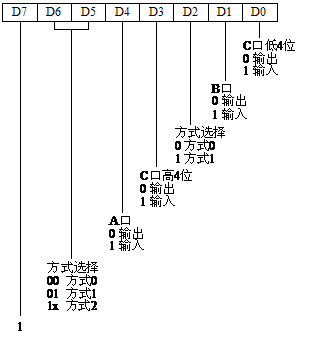 D7 D6 D5 D4 D3 D2 D1 D0
C口低4位
0 输出
1 输入
B口
0 输出
1 输入
方式选择
0 方式0
1 方式1
C口高4位
0 输出
1 输入
A口
0 输出
1 输入
方式选择
00 方式0
01 方式1
1x 方式2
1